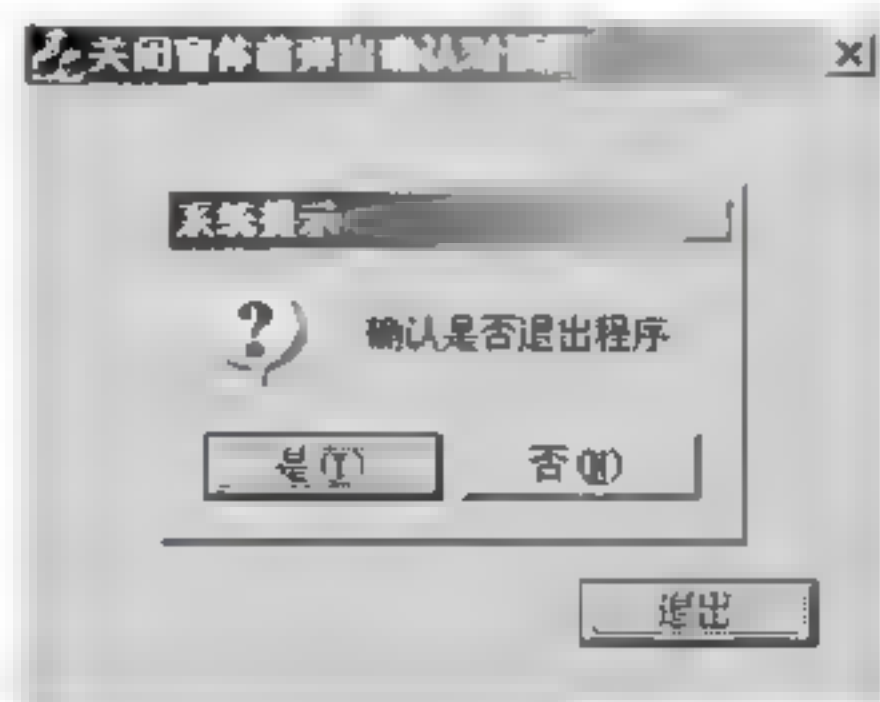 关闭窗体前弹出确认对话框
系统提示
确认是否退出程序
是(Y)
否(N)
退出